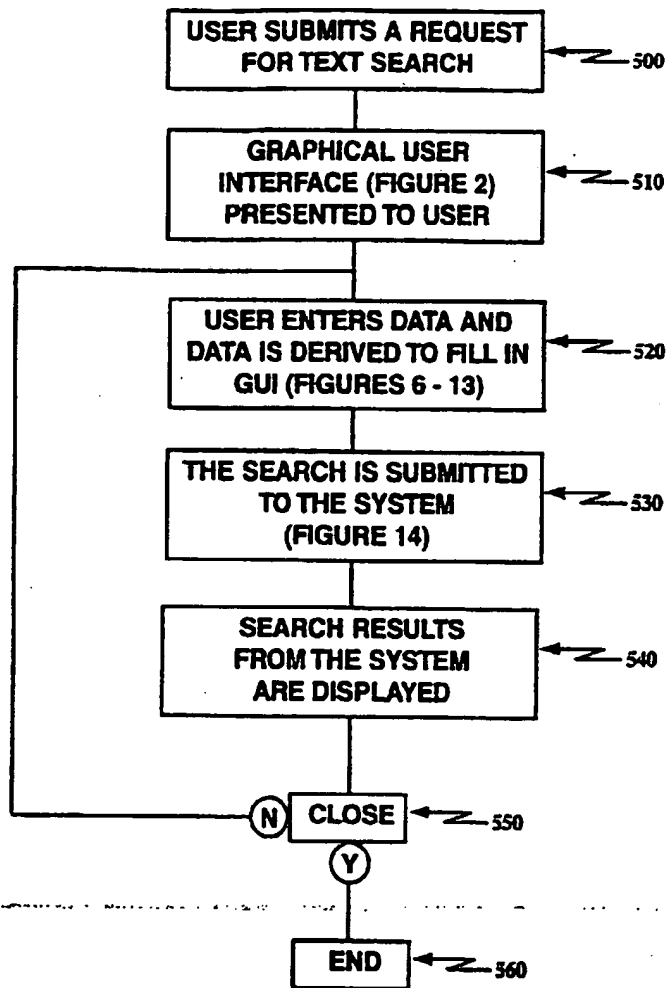 USER SUBMITS A REQUEST
FOR TEXT SEARCH
500
GRAPHICAL USER
INTERFACE (FIGURE 2)
PRESENTED TO USER
510
USER ENTERS DATA AND
DATA IS DERIVED TO FILL IN
GUI (FIGURES 6 - 13)
520
THE SEARCH IS SUBMITTED
TO THE SYSTEM
(FIGURE 14)
530
SEARCH RESULTS
FROM THE SYSTEM
ARE DISPLAYED
540
N
CLOSE
550
Y
END
560